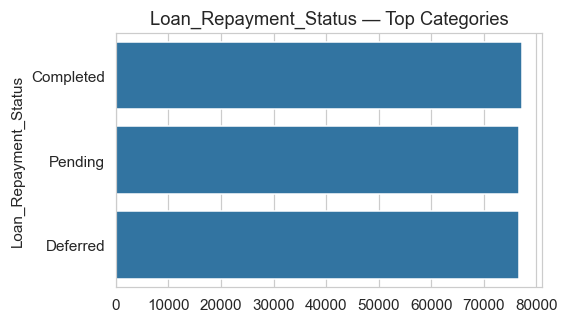 Loan_Repayment_Status — Top Categories
Loan_Repayment_Status
Completed
Pending
Deferred
0 10000 20000 30000 40000 50000 60000 70000 80000